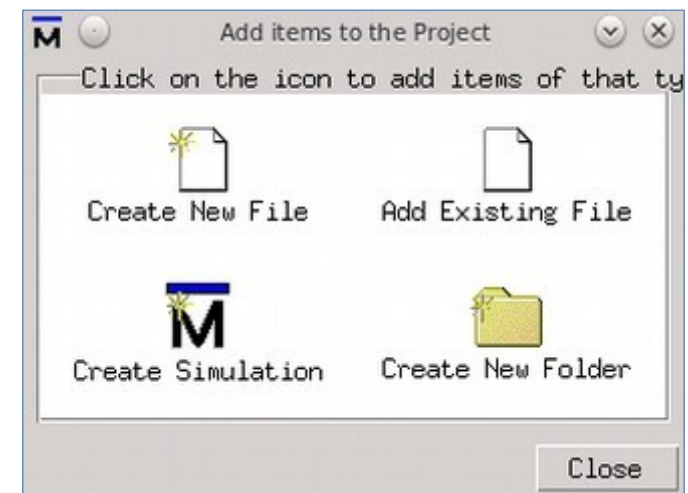 M Add items to the Project
Click on the icon to add items of that ty
Create New File Add Existing File
M
Create Simulation Create New Folder
Close